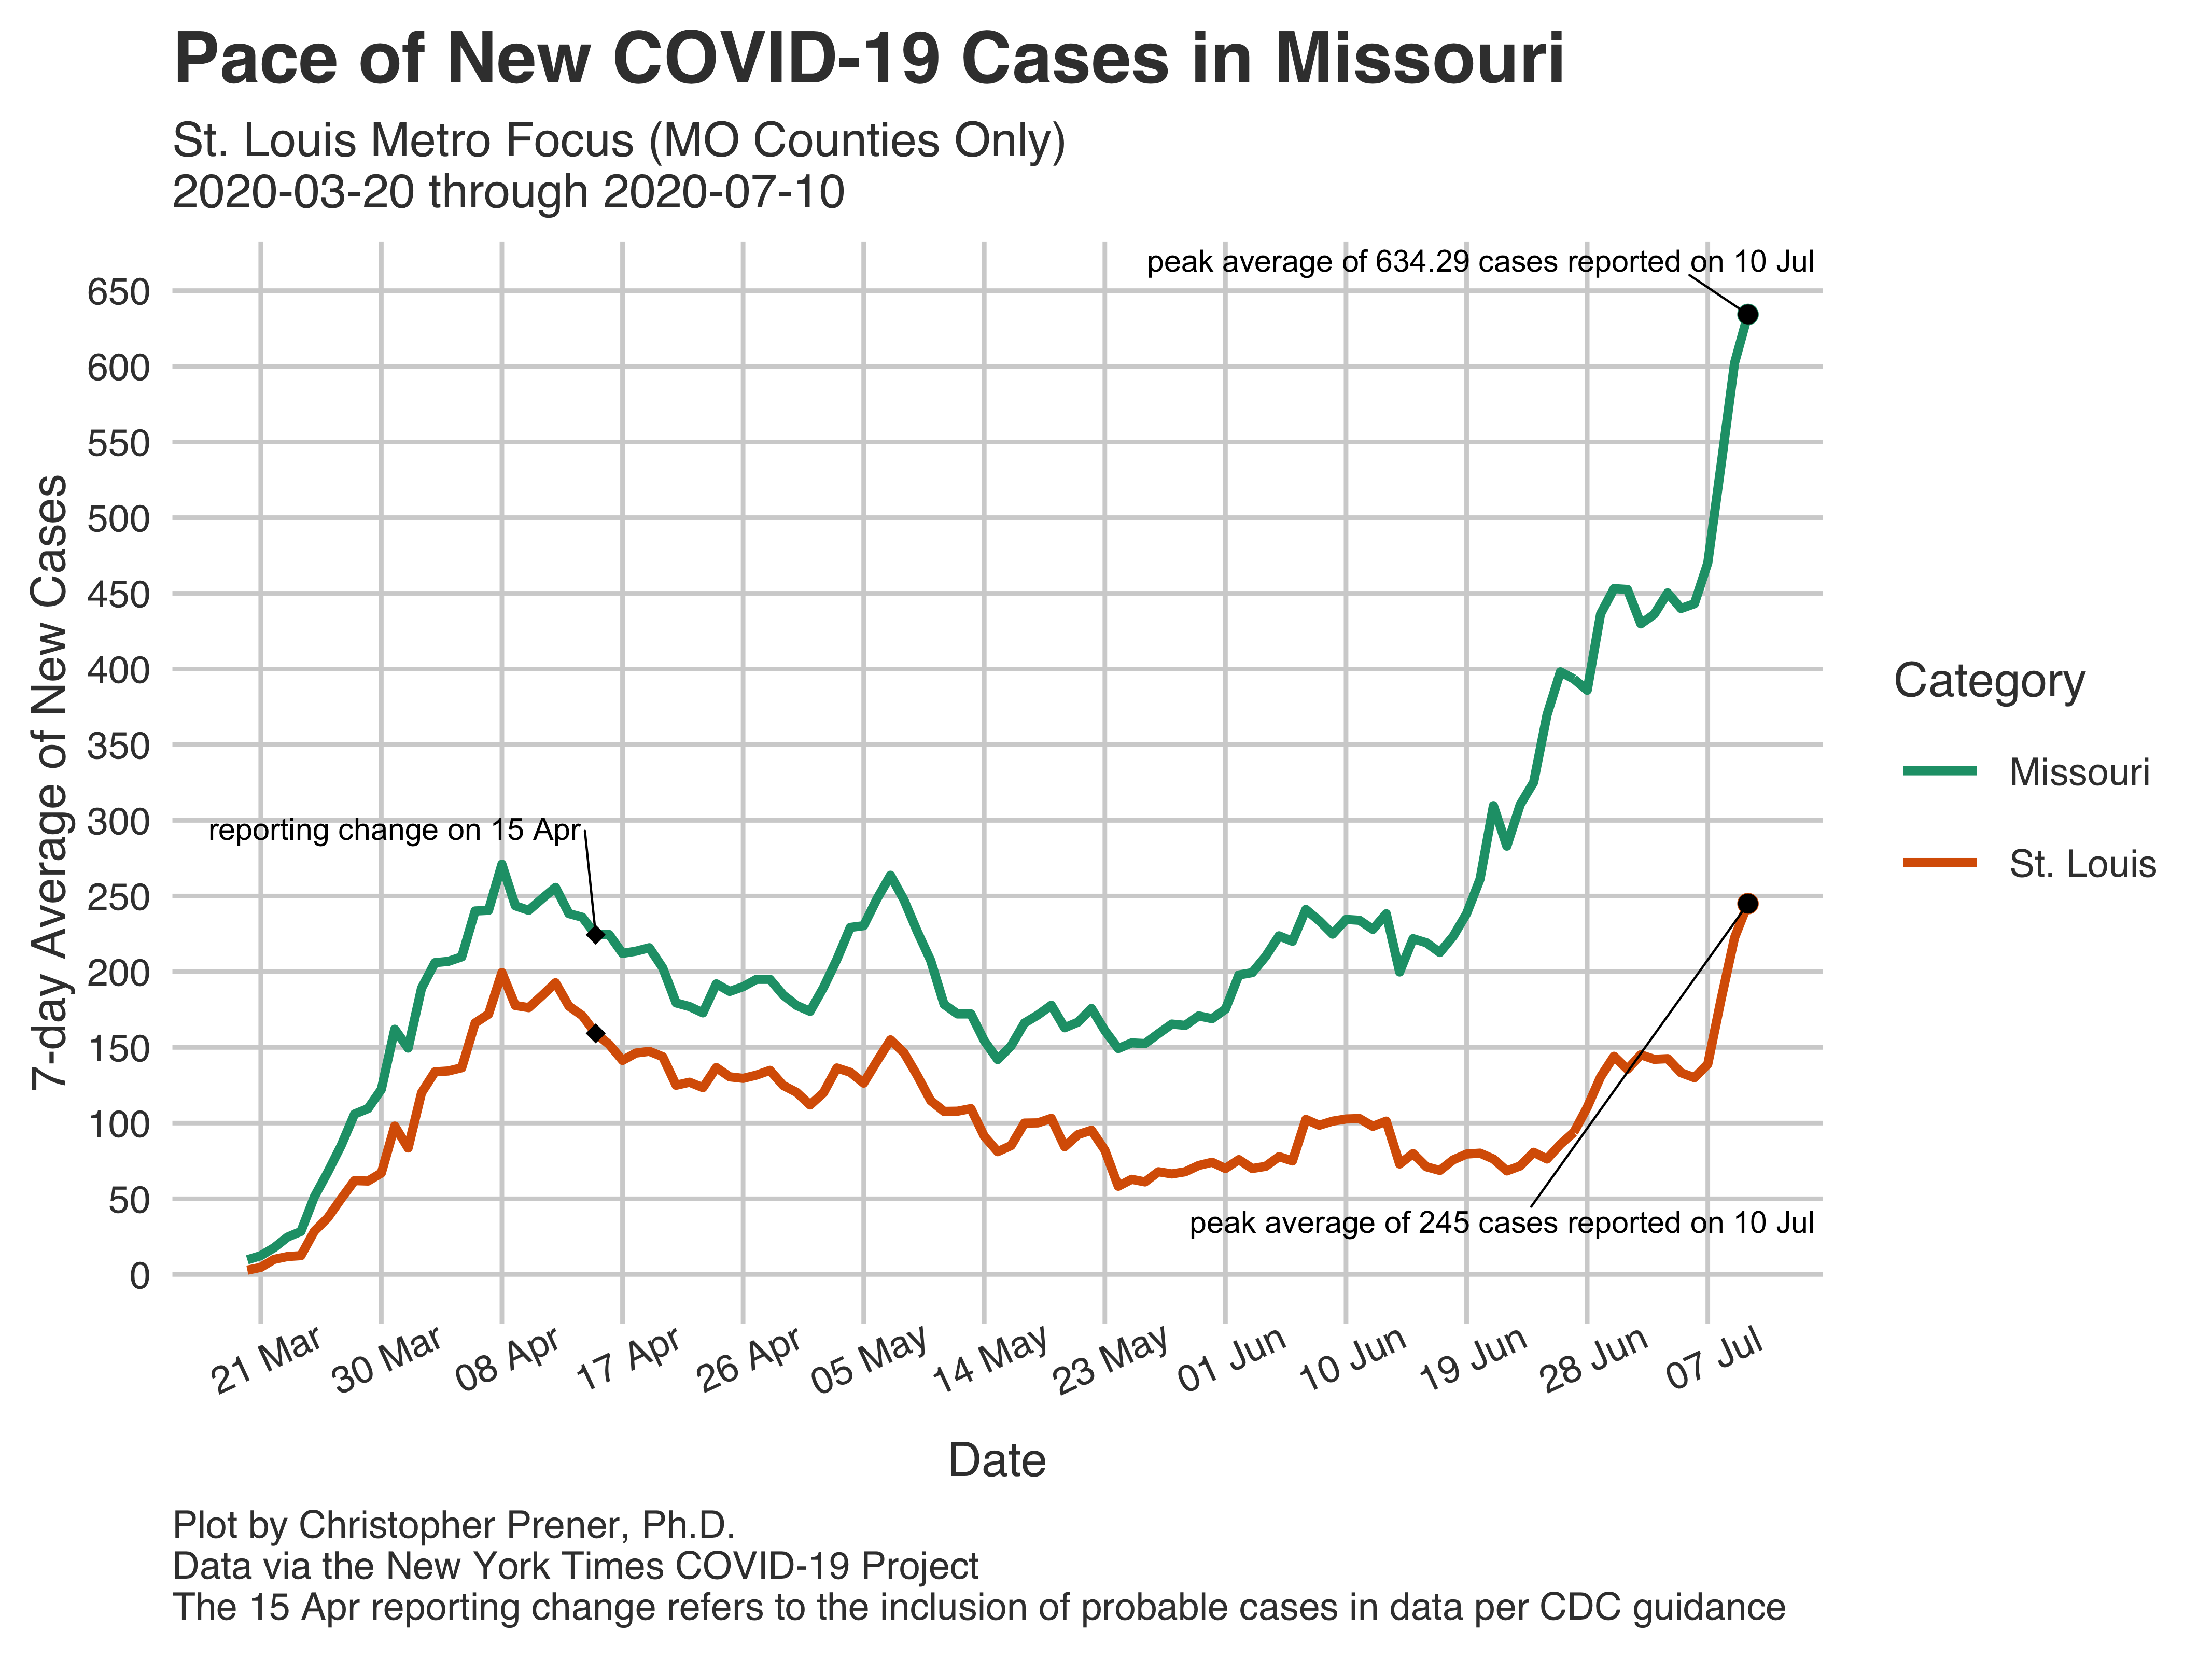 Pace of New COVID-19 Cases in Missouri
St. Louis Metro Focus (MO Counties Only)
2020-03-20 through 2020-07-10
peak average of 634.29 cases reported on 10 Jul
7-day Average of New Cases
650
600
550
500
450
400
350
300
250
200
150
100
50
0
reporting change on 15 Apr
peak average of 245 cases reported on 10 Jul
Category
Missouri
St. Louis
21 Mar
30 Mar
08 Apr
17 Apr
26 Apr
05 May
14 May
23 May
01 Jun
10 Jun
19 Jun
28 Jun
07 Jul
Date
Plot by Christopher Prener, Ph.D.
Data via the New York Times COVID-19 Project
The 15 Apr reporting change refers to the inclusion of probable cases in data per CDC guidance